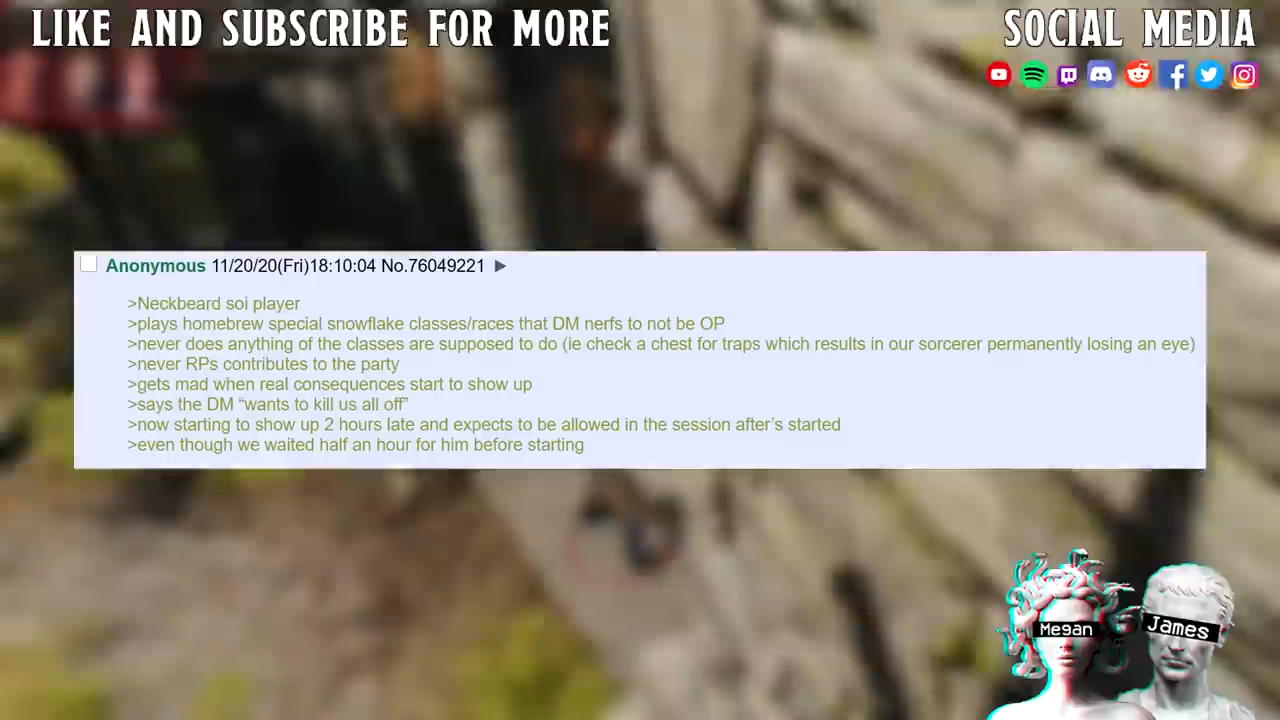 LIKE AND SUBSCRIBE FOR MORE
SOCIAL MEDIA
Anonymous 11/20/20(Fri)18:10:04 No.76049221
>Neckbeard soi player
>plays homebrew special snowflake classes/races that DM nerfs to not be OP
>never does anything of the classes are supposed to do (ie check a chest for traps which results in our sorcerer permanently losing an eye)
>never RPs contributes to the party
>gets mad when real consequences start to show up
>says the DM “wants to kill us all off”
>now starting to show up 2 hours late and expects to be allowed in the session after’s started
>even though we waited half an hour for him before starting
Megan
James